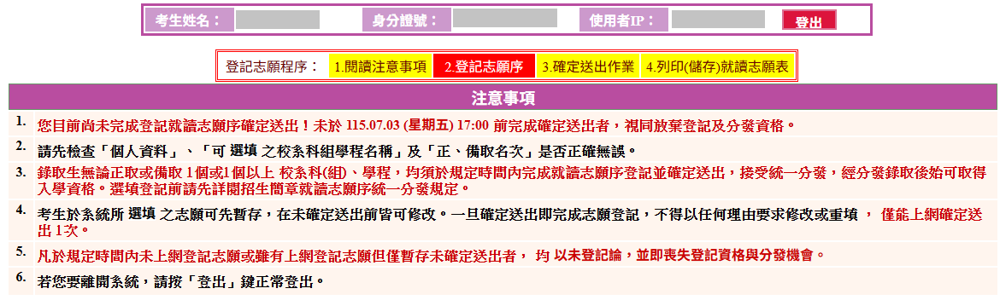 考生姓名： 身分證號： 使用者IP： 登出
登記志願程序： 1.閱讀注意事項 2.登記志願序 3.確定送出作業 4.列印(儲存)就讀志願表
注意事項
1. 您目前尚未完成登記就讀志願序確定送出！未於 115.07.03 (星期五) 17:00 前完成確定送出者，視同放棄登記及分發資格。
2. 請先檢查「個人資料」、「可 選填 之校系科組學程名稱」及「正、備取名次」是否正確無誤。
3. 錄取生無論正取或備取 1個或1個以上 校系科(組)、學程，均須於規定時間內完成就讀志願序登記並確定送出，接受統一分發，經分發錄取後始可取得
入學資格。選填登記前請先詳閱招生簡章就讀志願序統一分發規定。
4. 考生於系統所 選填 之志願可先暫存，在未確定送出前皆可修改。一旦確定送出即完成志願登記，不得以任何理由要求修改或重填 ， 僅能上網確定送
出 1次。
5. 凡於規定時間內未上網登記志願或雖有上網登記志願但僅暫存未確定送出者， 均 以未登記論，並即喪失登記資格與分發機會。
6. 若您要離開系統，請按「登出」鍵正常登出。